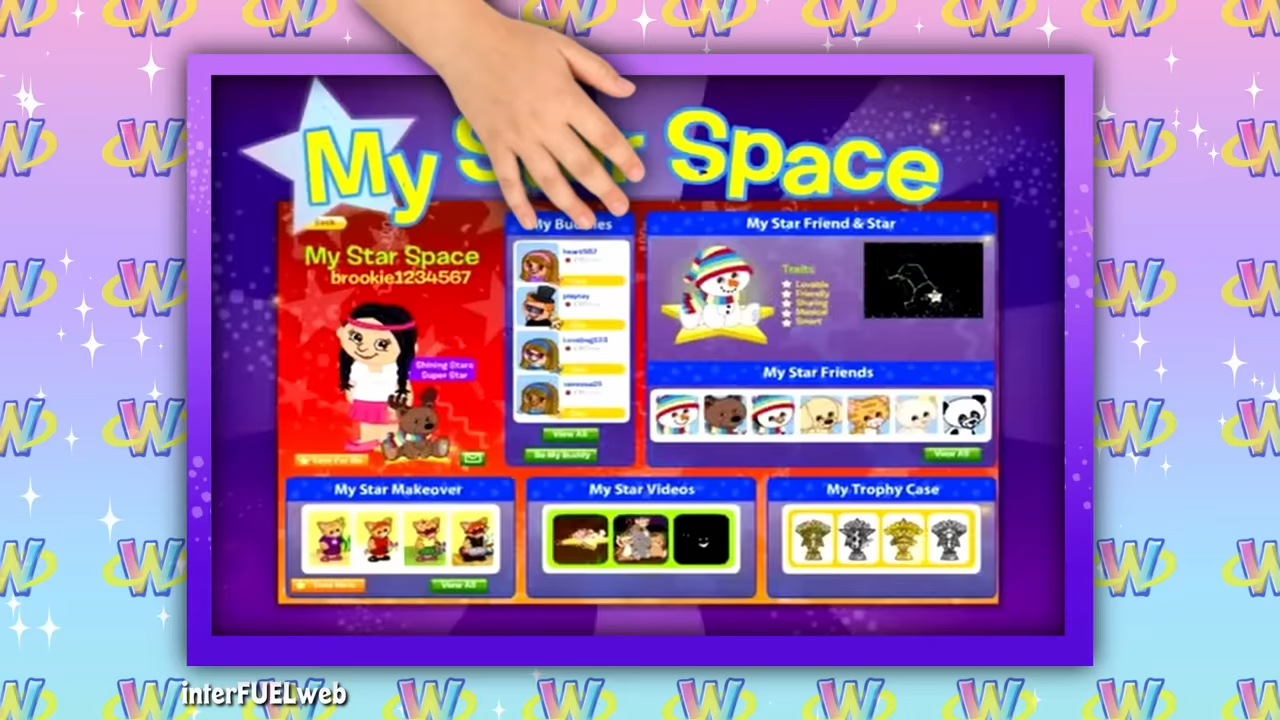 My Star Space
Back
My Star Space
brookie1234567
Shining Stars
Super Star
My Buddies
View All
Be My Buddy
My Star Friend & Star
Traits
Lovable
Friendly
Sharing
Musical
Smart
My Star Friends
View All
My Star Makeover
View All
My Star Videos
My Trophy Case
W
interFUELweb